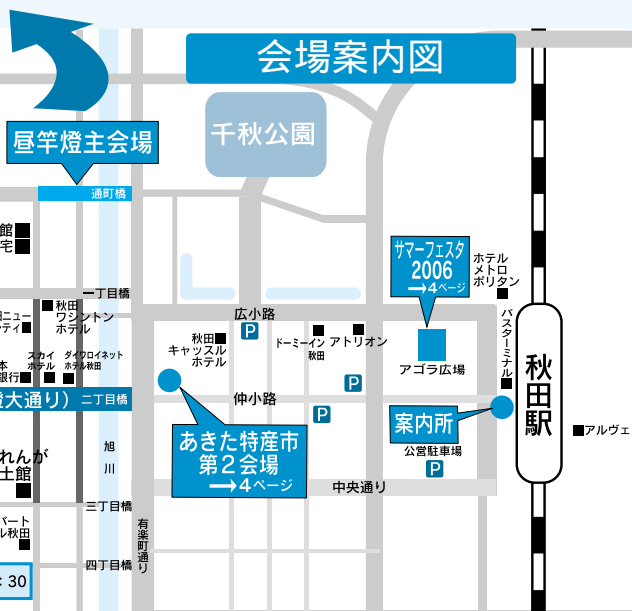 会場案内図
千秋公園
昼竿燈主会場
通町橋
館
宅
サマーフェスタ
2006
→4ページ
ホテル
メトロ
ポリタン
一丁目橋
秋田
ワシントン
ホテル
ニュー
ティ
広小路
P
バスターミナル
秋田
キャッスル
ホテル
ドーミーイン
秋田
アトリオン
スカイ
ホテル
ダイワロイネット
ホテル秋田
本
銀行
アゴラ広場
P
秋田駅
燈大通り）
二丁目橋
仲小路
P
案内所
アルヴェ
あきた特産市
第2会場
→4ページ
公営駐車場
P
旭川
れんが
土館
中央通り
三丁目橋
有楽町通り
パート
ル秋田
四丁目橋
: 30